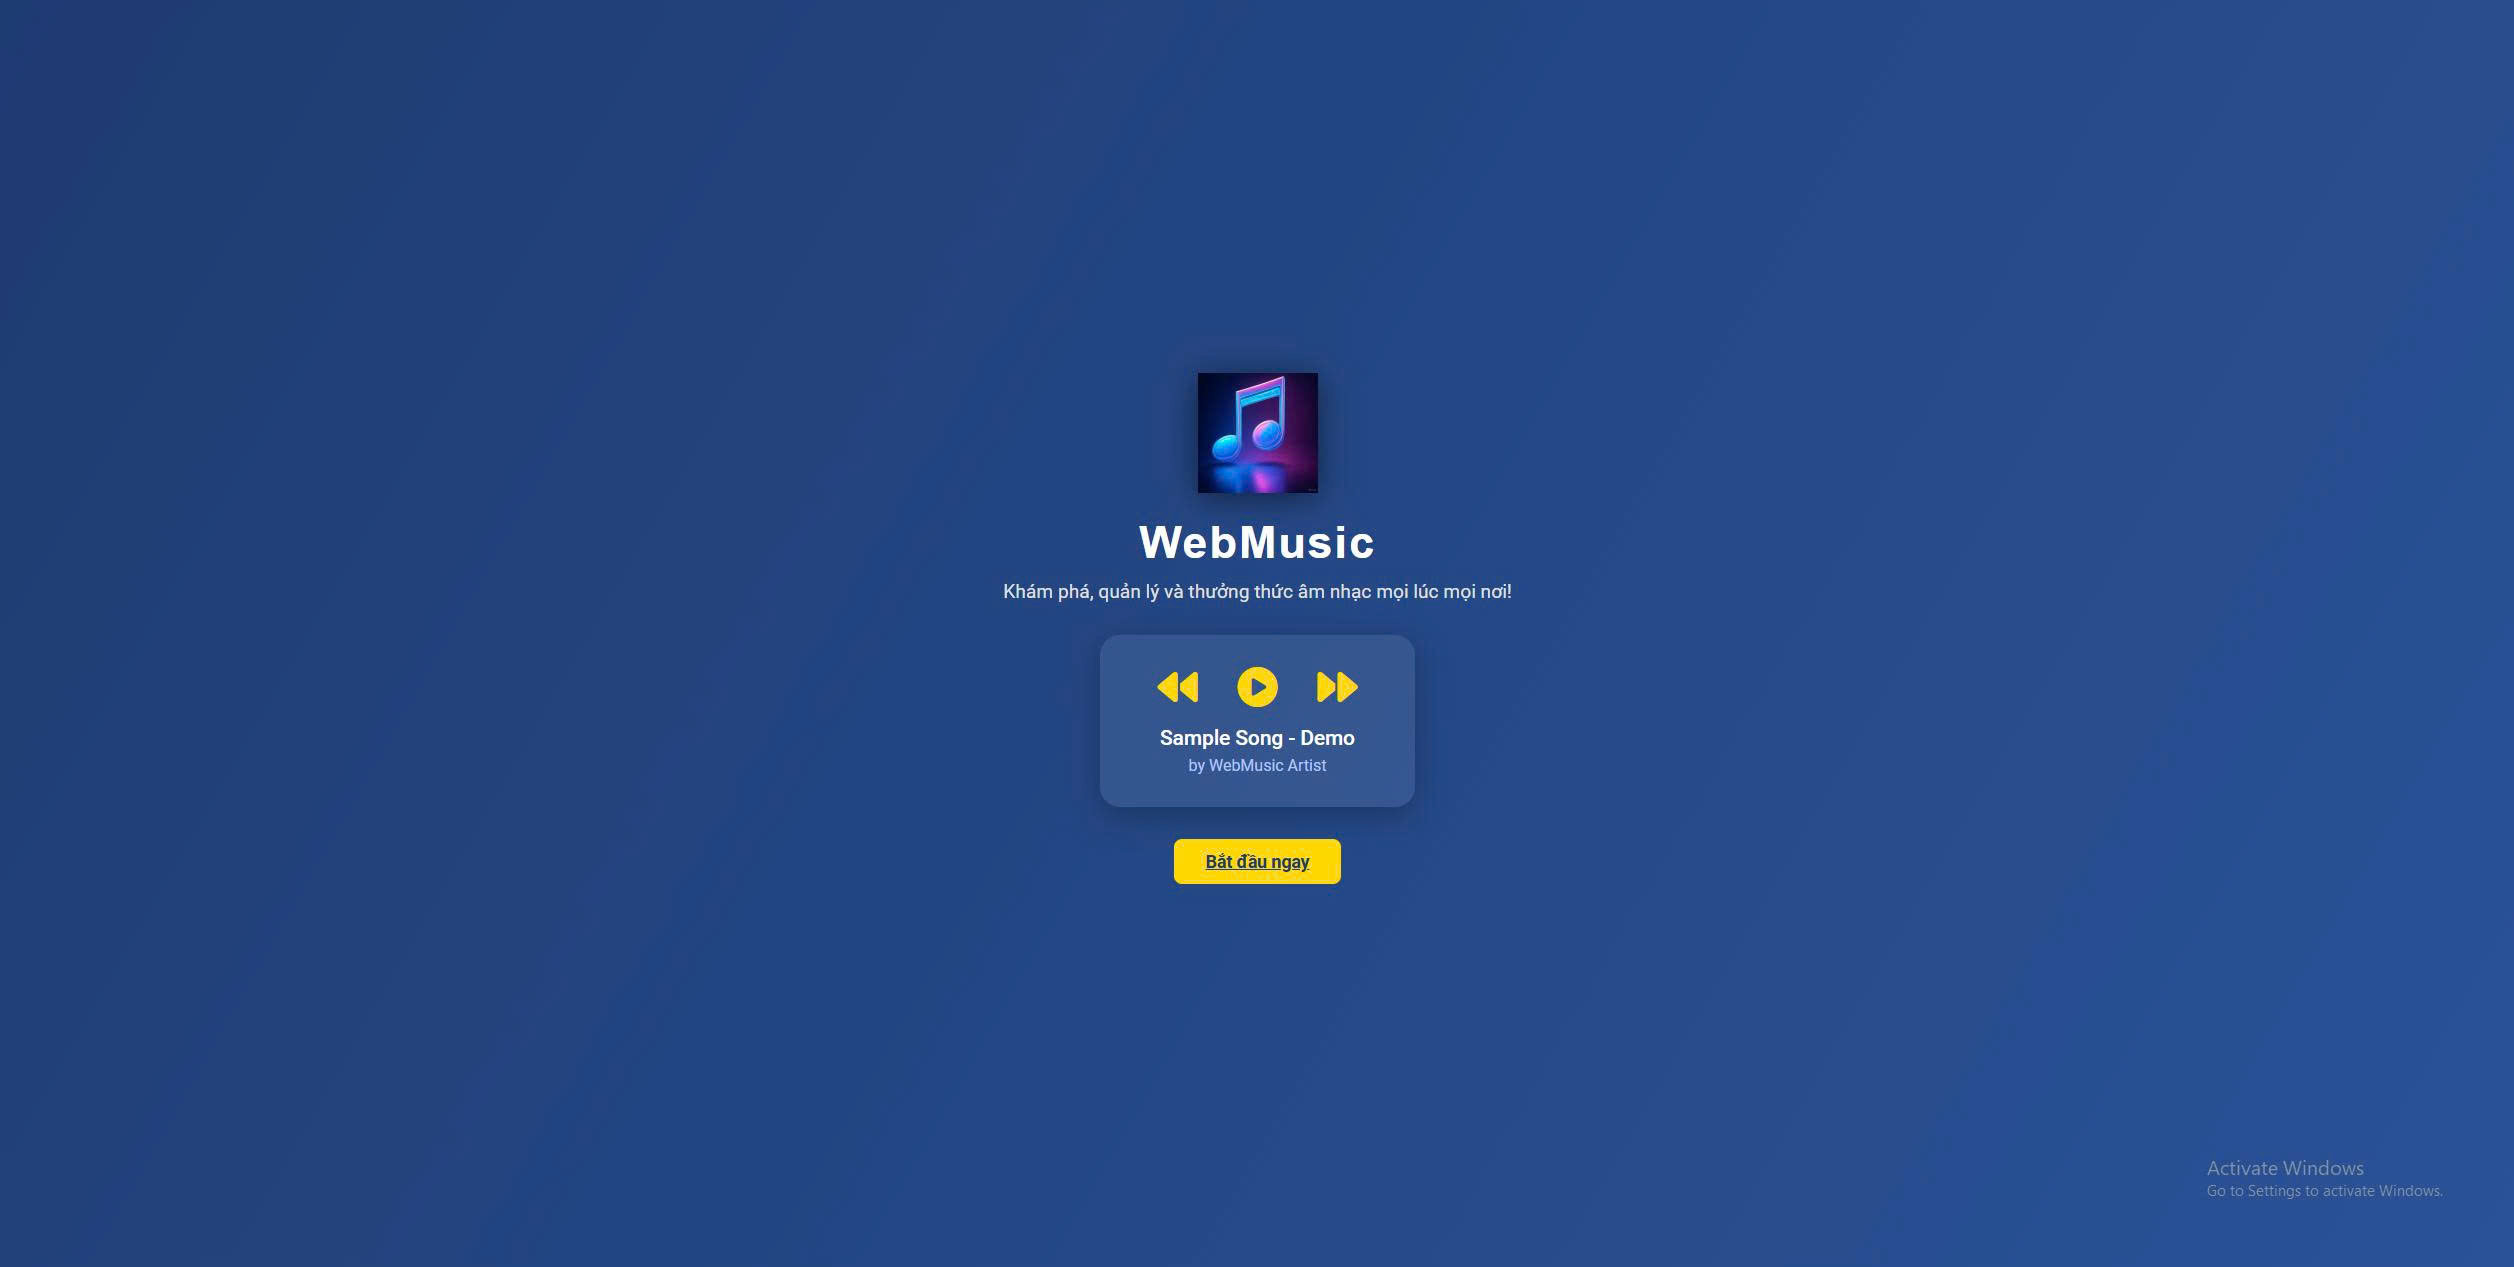 WebMusic
Khám phá, quản lý và thưởng thức âm nhạc mọi lúc mọi nơi!
Sample Song - Demo
by WebMusic Artist
Bắt đầu ngay
Activate Windows
Go to Settings to activate Windows.